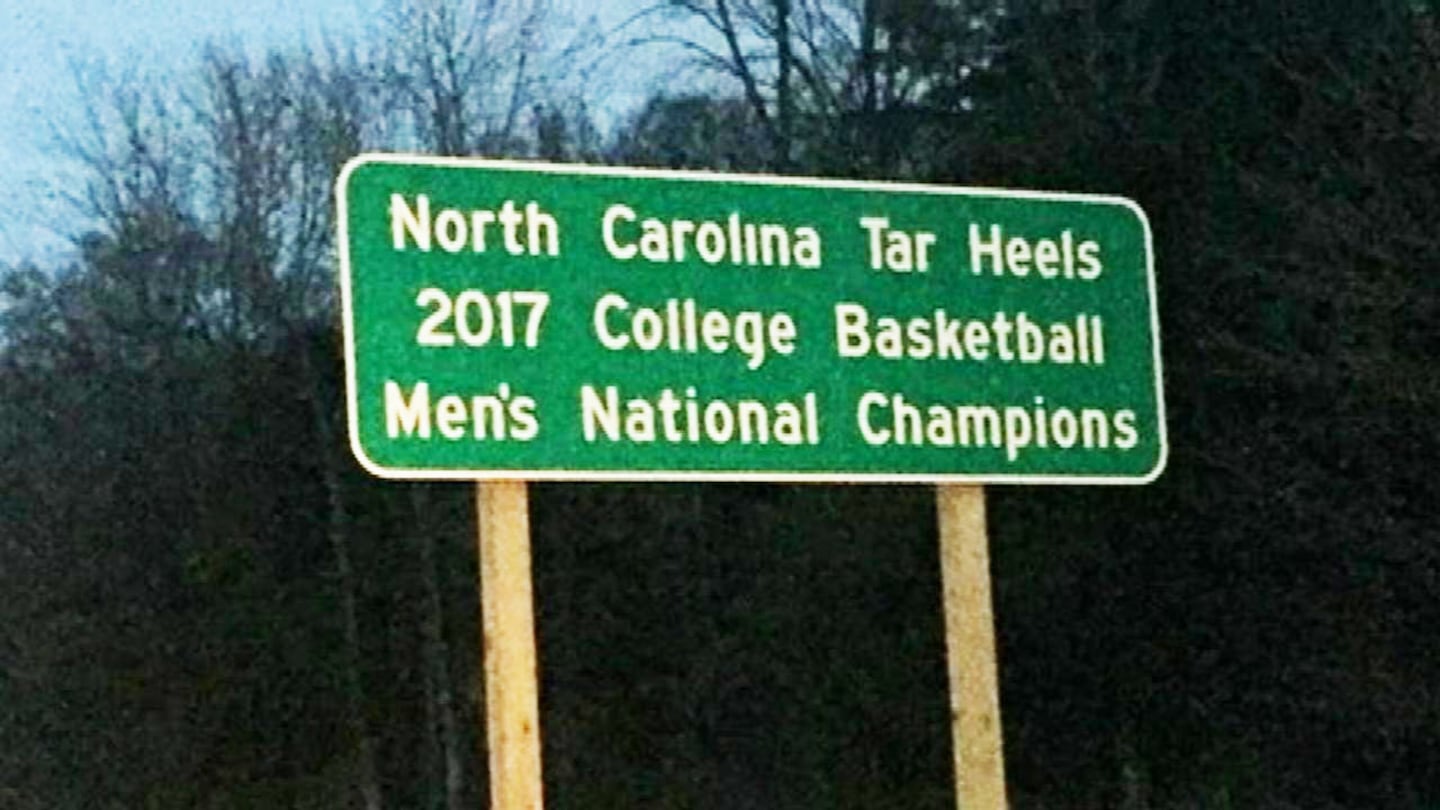 North Carolina Tar Heels
2017 College Basketball
Men's National Champions